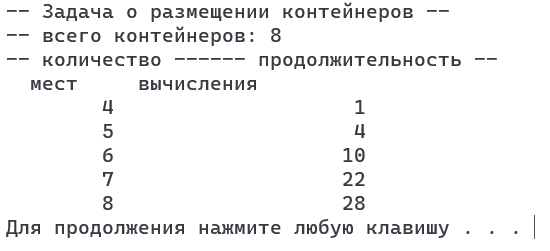 -- Задача о размещении контейнеров --
-- всего контейнеров: 8
-- количество ------ продолжительность --
мест вычисления
4 1
5 4
6 10
7 22
8 28
Для продолжения нажмите любую клавишу . . .